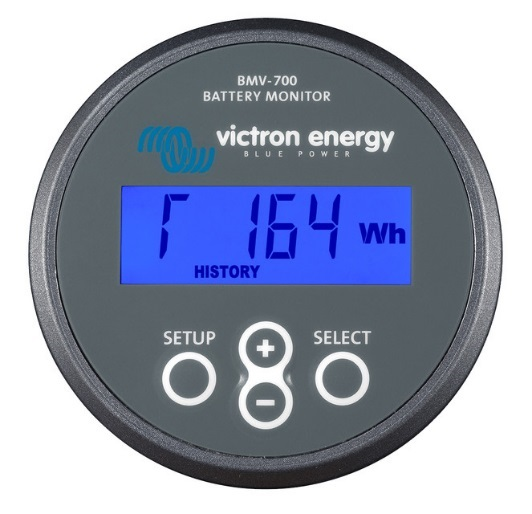 BMV-700
BATTERY MONITOR
victron energy
BLUE POWER
Γ 164 Wh
HISTORY
SETUP + SELECT
−